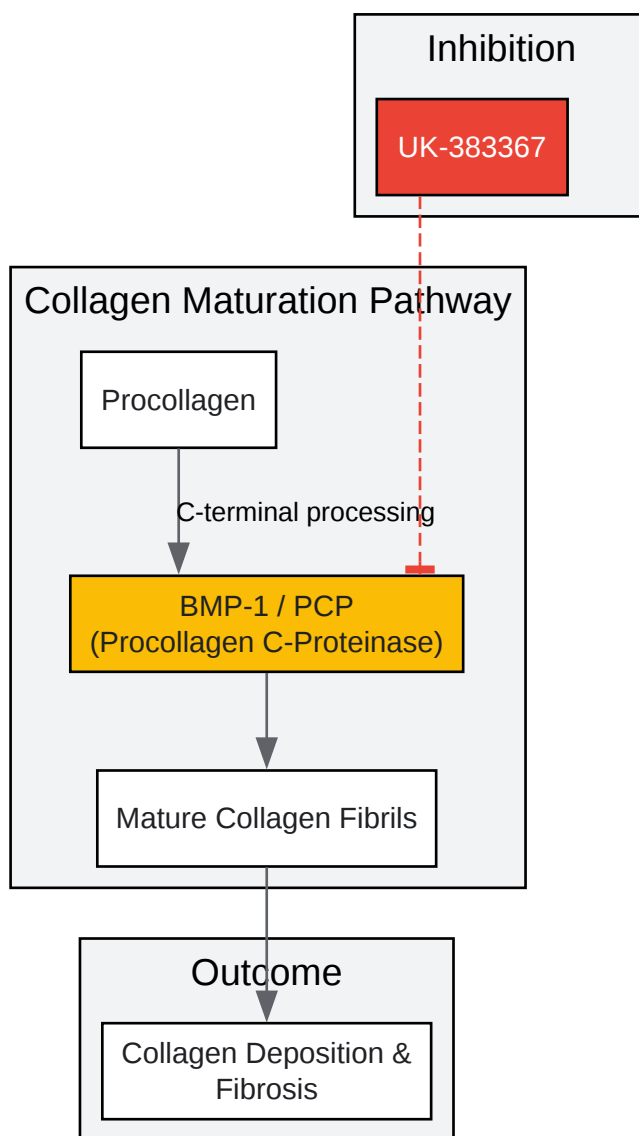 Inhibition
UK-383367
Collagen Maturation Pathway
Procollagen
C-terminal processing
BMP-1 / PCP
(Procollagen C-Proteinase)
Mature Collagen Fibrils
Outcome
Collagen Deposition &
Fibrosis